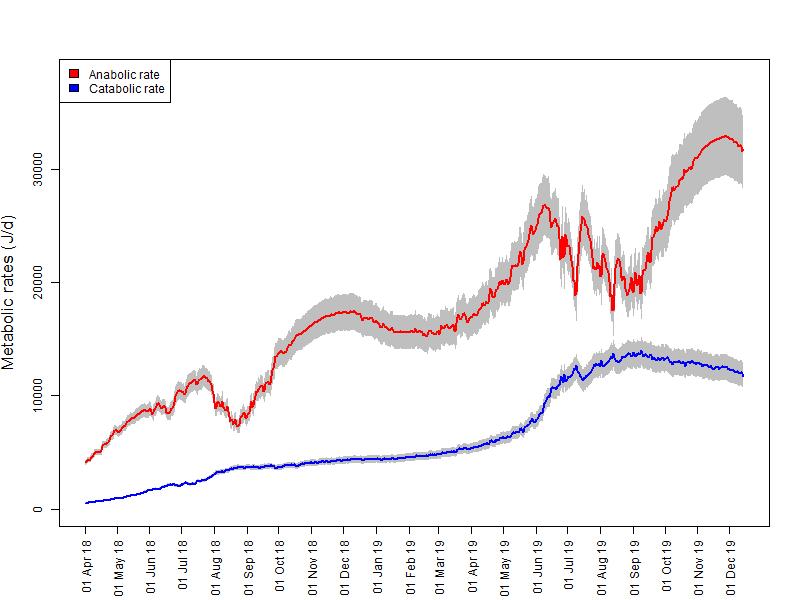 Anabolic rate
Catabolic rate
Metabolic rates (J/d)
30000
20000
10000
0
01 Apr 18
01 May 18
01 Jun 18
01 Jul 18
01 Aug 18
01 Sep 18
01 Oct 18
01 Nov 18
01 Dec 18
01 Jan 19
01 Feb 19
01 Mar 19
01 Apr 19
01 May 19
01 Jun 19
01 Jul 19
01 Aug 19
01 Sep 19
01 Oct 19
01 Nov 19
01 Dec 19